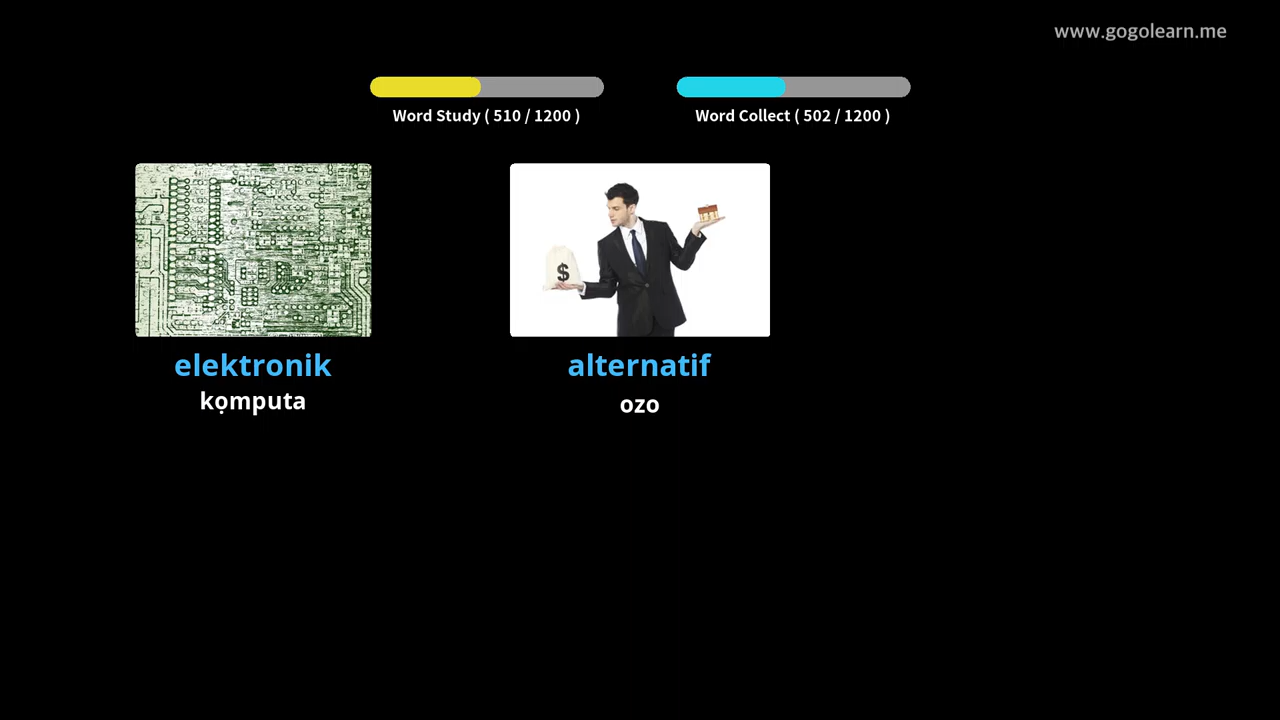 www.gogolearn.me
Word Study ( 510 / 1200 )
Word Collect ( 502 / 1200 )
$
elektronik
kọmputa
alternatif
ozo